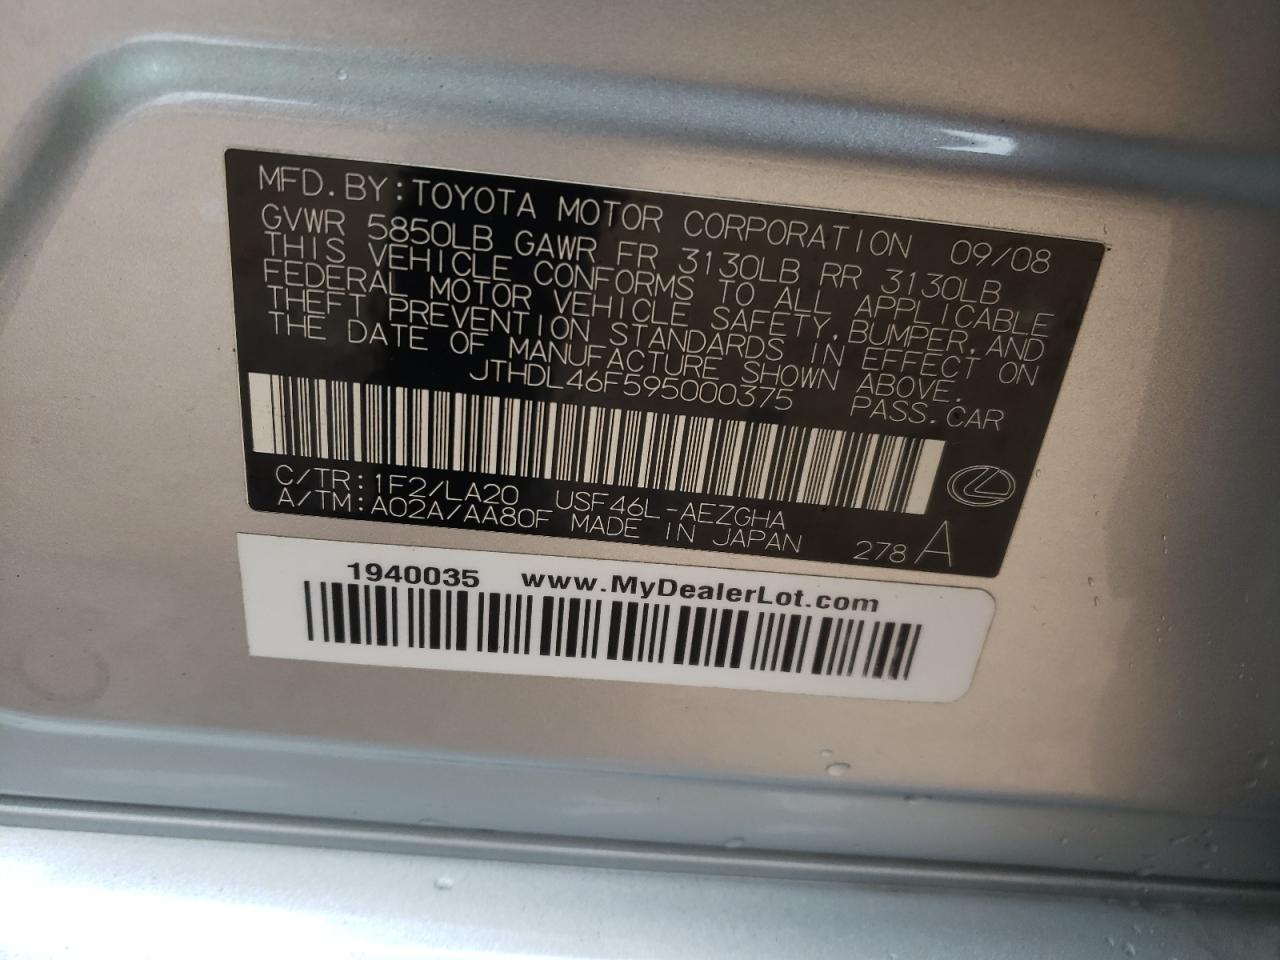 MFD. BY: TOYOTA MOTOR CORPORATION 09/08
GVWR 5850LB GAWR FR 3130LB RR 3130LB
THIS VEHICLE CONFORMS TO ALL APPLICABLE
FEDERAL MOTOR VEHICLE SAFETY, BUMPER, AND
THEFT PREVENTION STANDARDS IN EFFECT ON
THE DATE OF MANUFACTURE SHOWN ABOVE.
JTHDL46F595000375 PASS. CAR
C/TR: 1F2/LA20 USF46L-AEZGHA
A/TM: A02A/AA80F MADE IN JAPAN 278 A
1940035 www.MyDealerLot.com